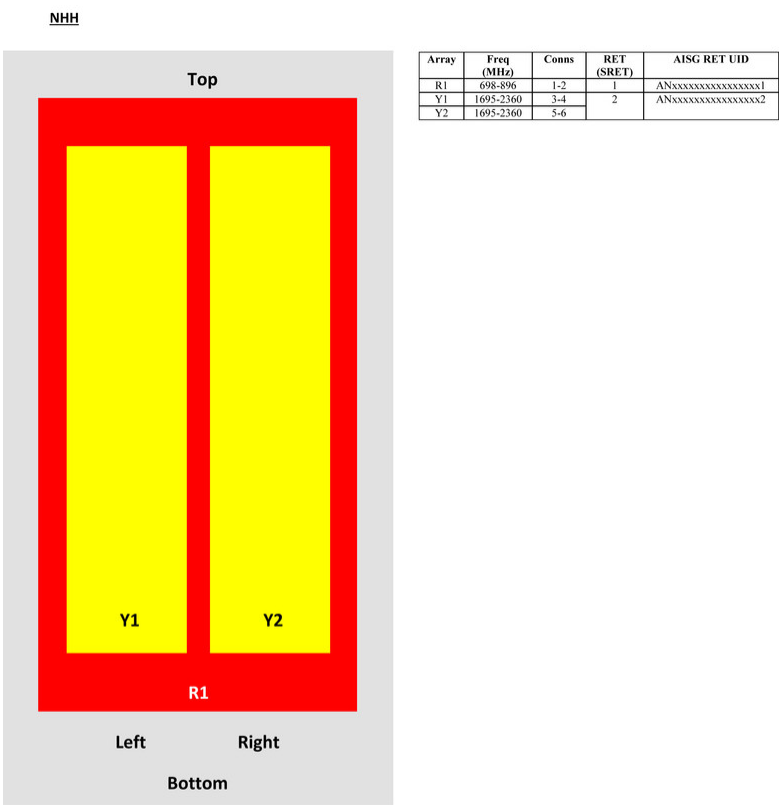 NHH
Top
Y1 Y2
R1
Left Right
Bottom
Array Freq (MHz) Conns RET (SRET) AISG RET UID
R1 698-896 1-2 1 ANxxxxxxxxxxxxxxxx1
Y1 1695-2360 3-4 2 ANxxxxxxxxxxxxxxxx2
Y2 1695-2360 5-6